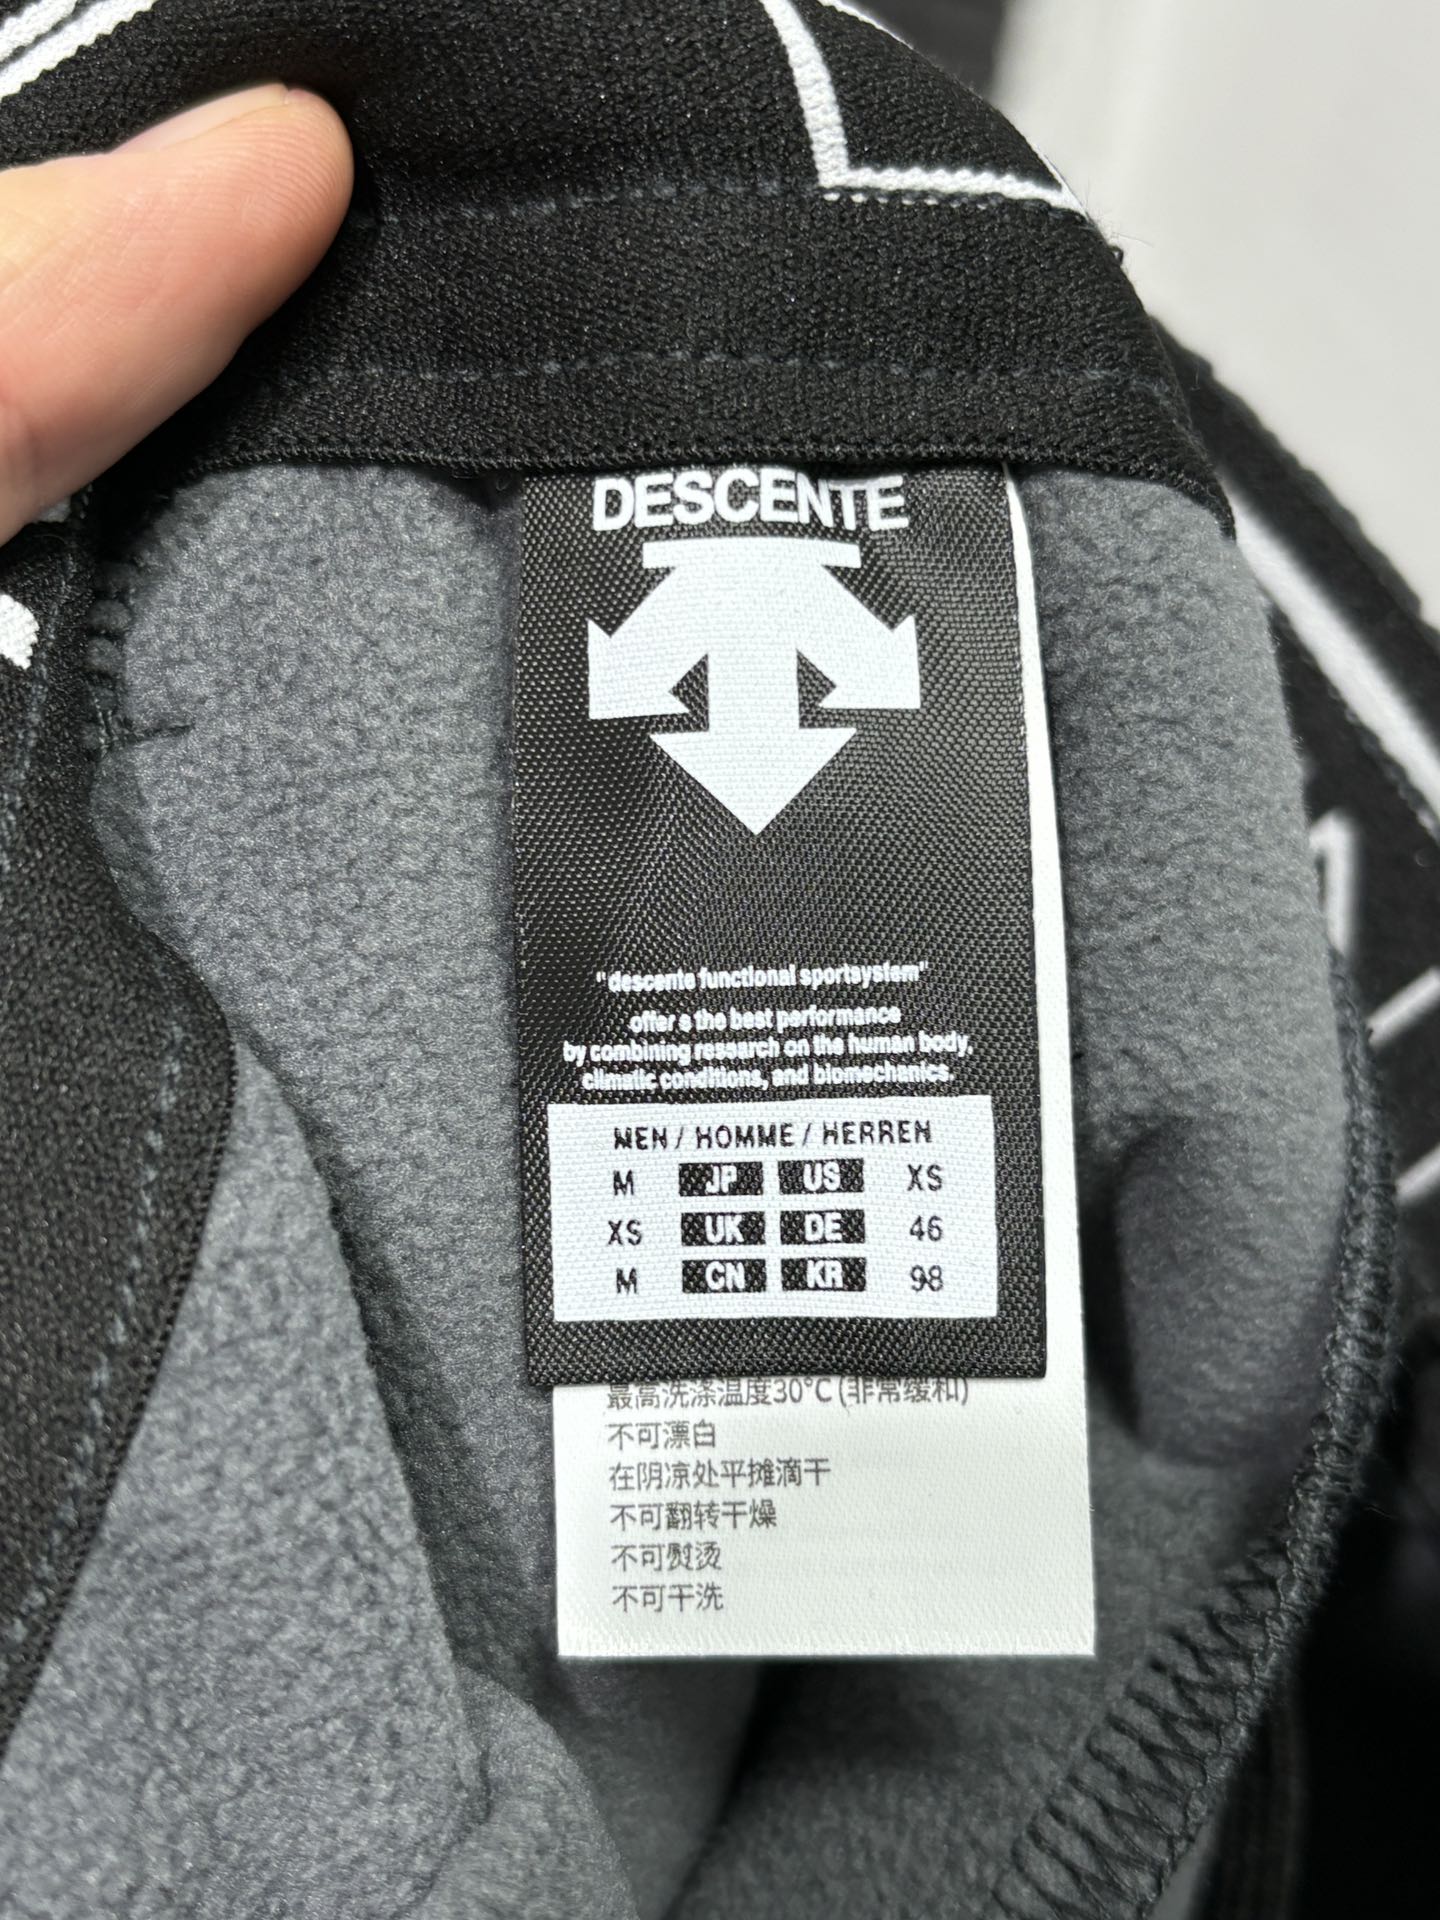 DESCENTE
"descente functional sportsystem"
offer s the best performance
by combining research on the human body,
climatic conditions, and biomechanics.
MEN / HOMME / HERREN
M JP US XS
XS UK DE 46
M CN KR 98
最高洗涤温度30°C (非常缓和)
不可漂白
在阴凉处平摊滴干
不可翻转干燥
不可熨烫
不可干洗